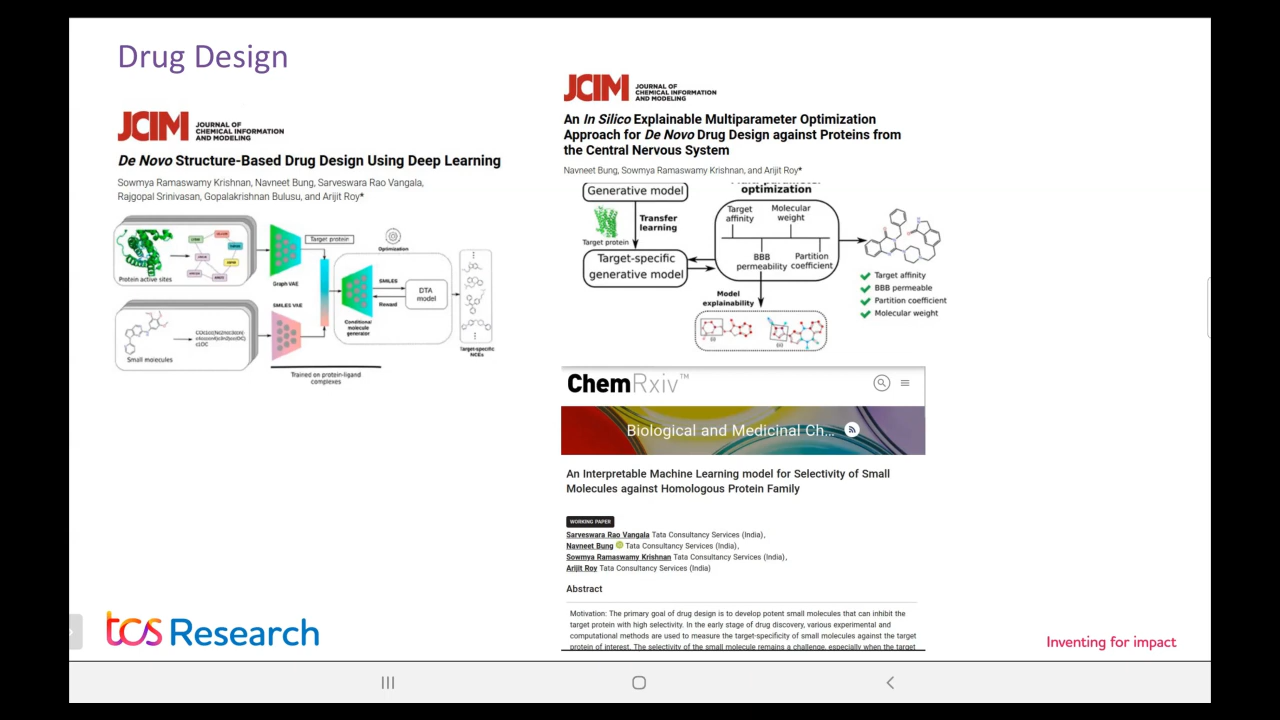 Drug Design
JCIM JOURNAL OF
CHEMICAL INFORMATION
AND MODELING
De Novo Structure-Based Drug Design Using Deep Learning
Sowmya Ramaswamy Krishnan, Navneet Bung, Sarveswara Rao Vangala,
Rajgopal Srinivasan, Gopalakrishnan Bulusu, and Arijit Roy*
Protein active sites
Graph VAE
Target protein
Optimization
SMILES
Reward
DTA
model
SMILES VAE
Conditional
molecule
generator
Small molecules
Target-specific
NCEs
Trained on protein-ligand
complexes
JCIM JOURNAL OF
CHEMICAL INFORMATION
AND MODELING
An In Silico Explainable Multiparameter Optimization
Approach for De Novo Drug Design against Proteins from
the Central Nervous System
Navneet Bung, Sowmya Ramaswamy Krishnan, and Arijit Roy*
Generative model
optimization
Transfer
learning
Target protein
Target-specific
generative model
Target
affinity
Molecular
weight
BBB
permeability
Partition
coefficient
Model
explainability
Target affinity
BBB permeable
Partition coefficient
Molecular weight
ChemRxiv™
Biological and Medicinal Ch...
An Interpretable Machine Learning model for Selectivity of Small
Molecules against Homologous Protein Family
WORKING PAPER
Sarveswara Rao Vangala Tata Consultancy Services (India),
Navneet Bung Tata Consultancy Services (India),
Sowmya Ramaswamy Krishnan Tata Consultancy Services (India),
Arijit Roy Tata Consultancy Services (India)
Abstract
Motivation: The primary goal of drug design is to develop potent small molecules that can inhibit the
target protein with high selectivity. In the early stage of drug discovery, various experimental and
computational methods are used to measure the target-specificity of small molecules against the target
protein of interest. The selectivity of the small molecule remains a challenge, especially when the target
tcs Research
Inventing for impact